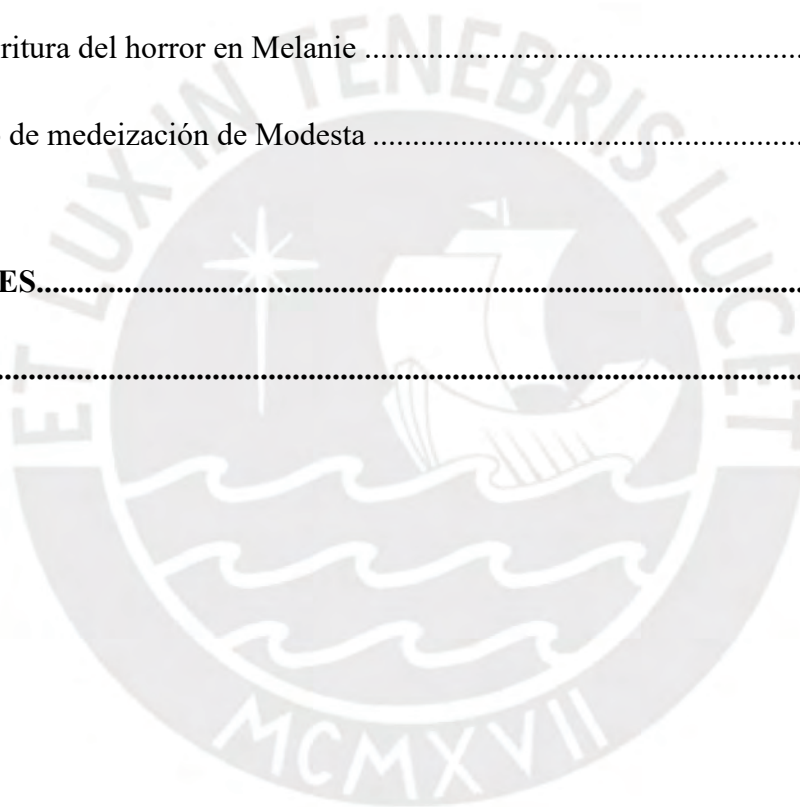 ritura del horror en Melanie ........................................................
de medeización de Modesta .......................................................
ES...............................................................................................
...................................................................................................
ET LUX IN TENEBRIS LUCET
MCMXVII